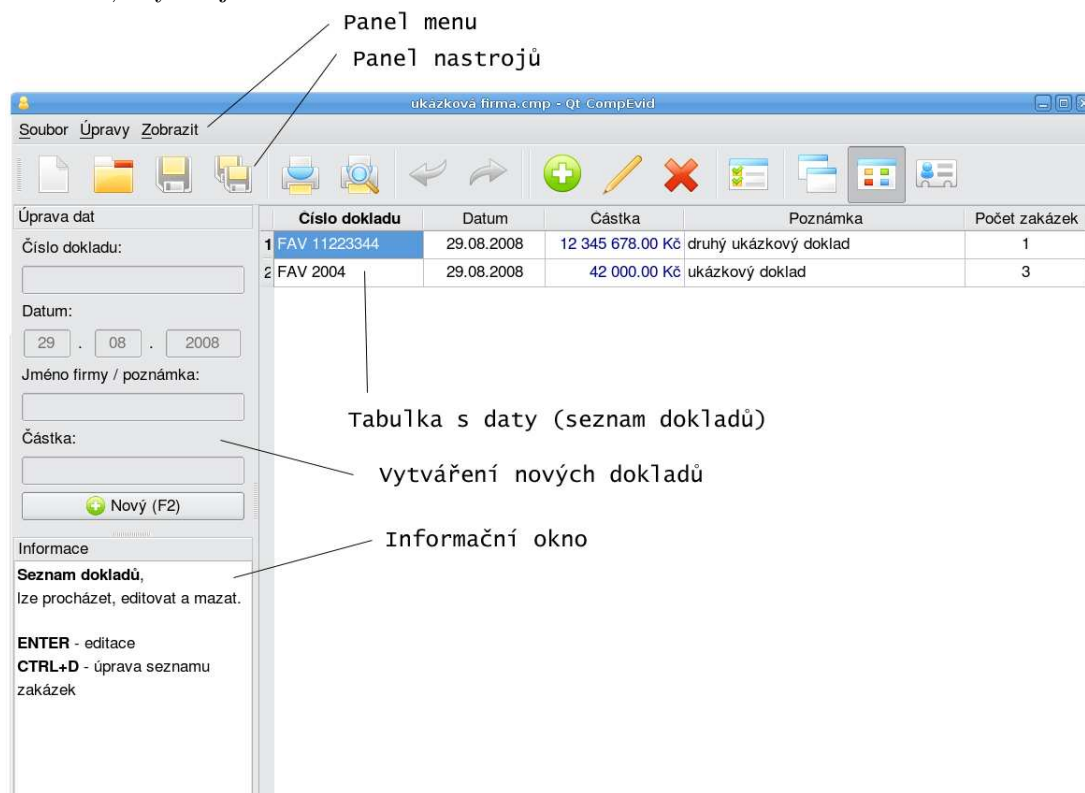 Panel menu
Panel nastrojů
ukázková firma.cmp - Qt CompEvid
Soubor Úpravy Zobrazit
Úprava dat
Číslo dokladu:
Datum:
29 . 08 . 2008
Jméno firmy / poznámka:
Částka:
Nový (F2)
Číslo dokladu Datum Částka Poznámka Počet zakázek
1 FAV 11223344 29.08.2008 12 345 678.00 Kč druhý ukázkový doklad 1
2 FAV 2004 29.08.2008 42 000.00 Kč ukázkový doklad 3
Tabulka s daty (seznam dokladů)
Vytváření nových dokladů
Informační okno
Informace
Seznam dokladů,
lze procházet, editovat a mazat.
ENTER - editace
CTRL+D - úprava seznamu
zakázek